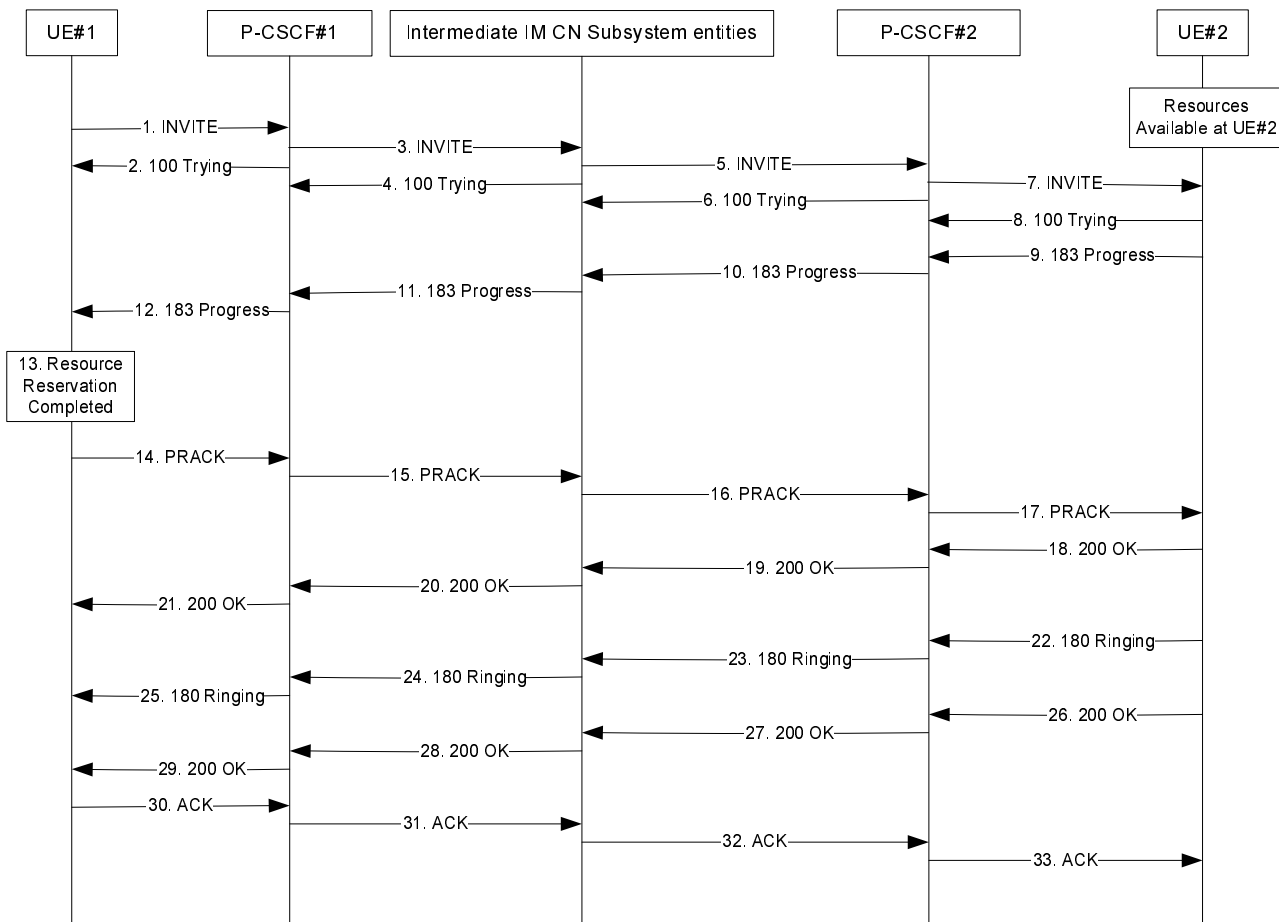 UE#1
P-CSCF#1
Intermediate IM CN Subsystem entities
P-CSCF#2
UE#2
Resources
Available at UE#2
1. INVITE
3. INVITE
2. 100 Trying
5. INVITE
4. 100 Trying
7. INVITE
6. 100 Trying
8. 100 Trying
9. 183 Progress
10. 183 Progress
11. 183 Progress
12. 183 Progress
13. Resource
Reservation
Completed
14. PRACK
15. PRACK
16. PRACK
17. PRACK
18. 200 OK
19. 200 OK
20. 200 OK
21. 200 OK
22. 180 Ringing
23. 180 Ringing
24. 180 Ringing
25. 180 Ringing
26. 200 OK
27. 200 OK
28. 200 OK
29. 200 OK
30. ACK
31. ACK
32. ACK
33. ACK